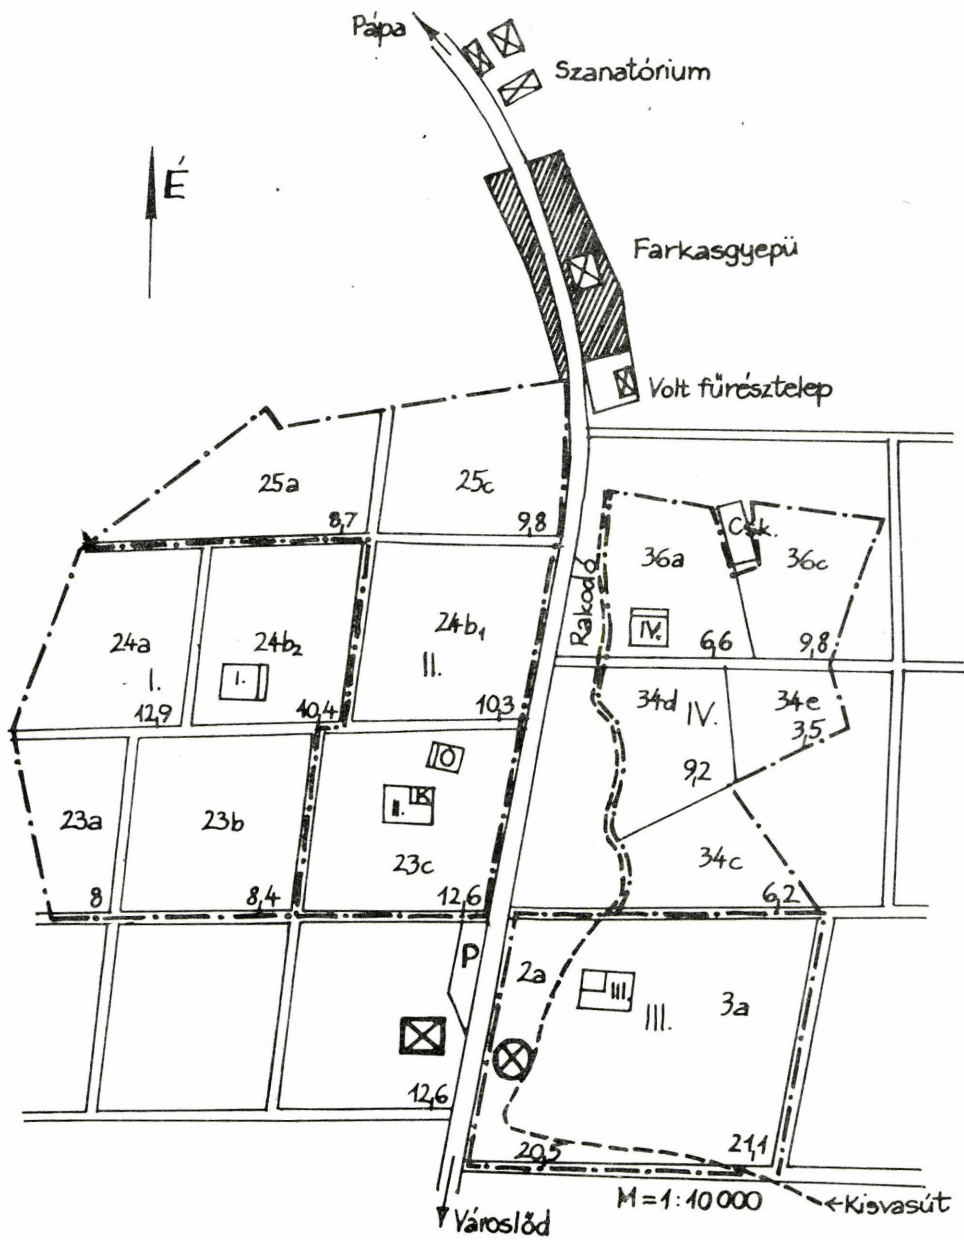 Pápa
Szanatórium
É
Farkasgyepü
Volt fűrésztelep
25a
8,7
25c
9,8
Rakodó
36a
Csk.
36c
IV.
6,6
9,8
24a
I.
12,9
24b2
I.
10,4
24b1
II.
10,3
34d
IV.
9,2
34e
3,5
23a
8
23b
8,4
O
II.
K
23c
12,6
34c
6,2
P
2a
III.
III.
3a
12,6
20,5
21,1
M=1:10000
Kisvasút
Városlőd